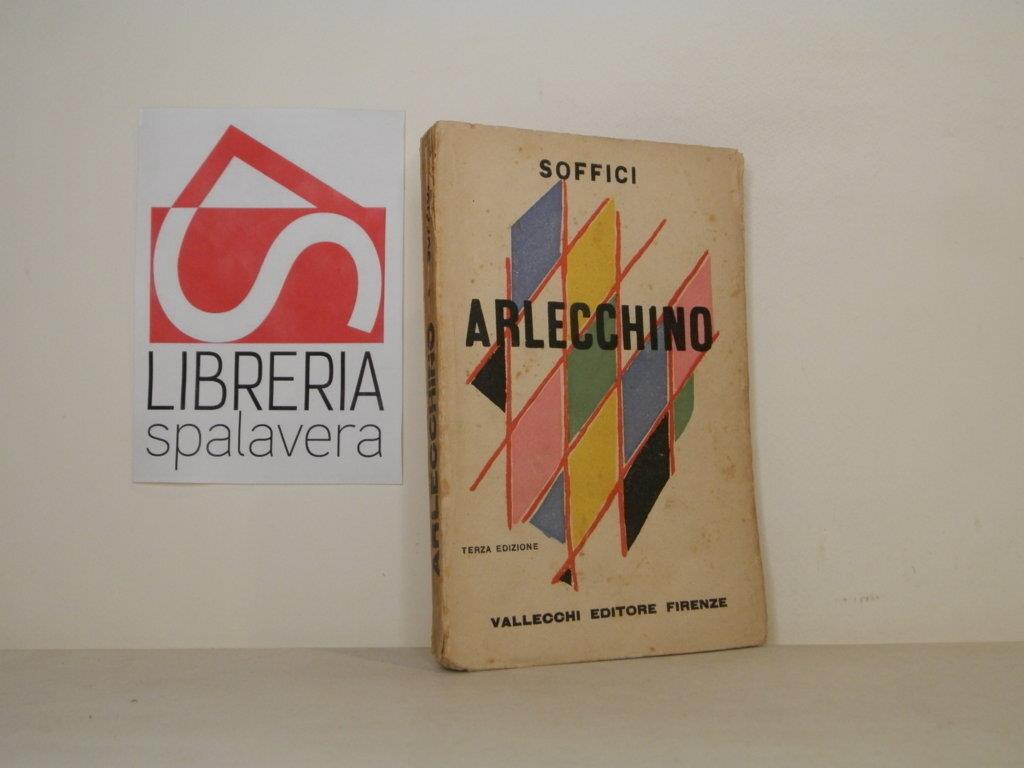 LIBRERIA
spalavera
SOFFICI
ARLECCHINO
TERZA EDIZIONE
VALLECCHI EDITORE FIRENZE
ARLECCHINO